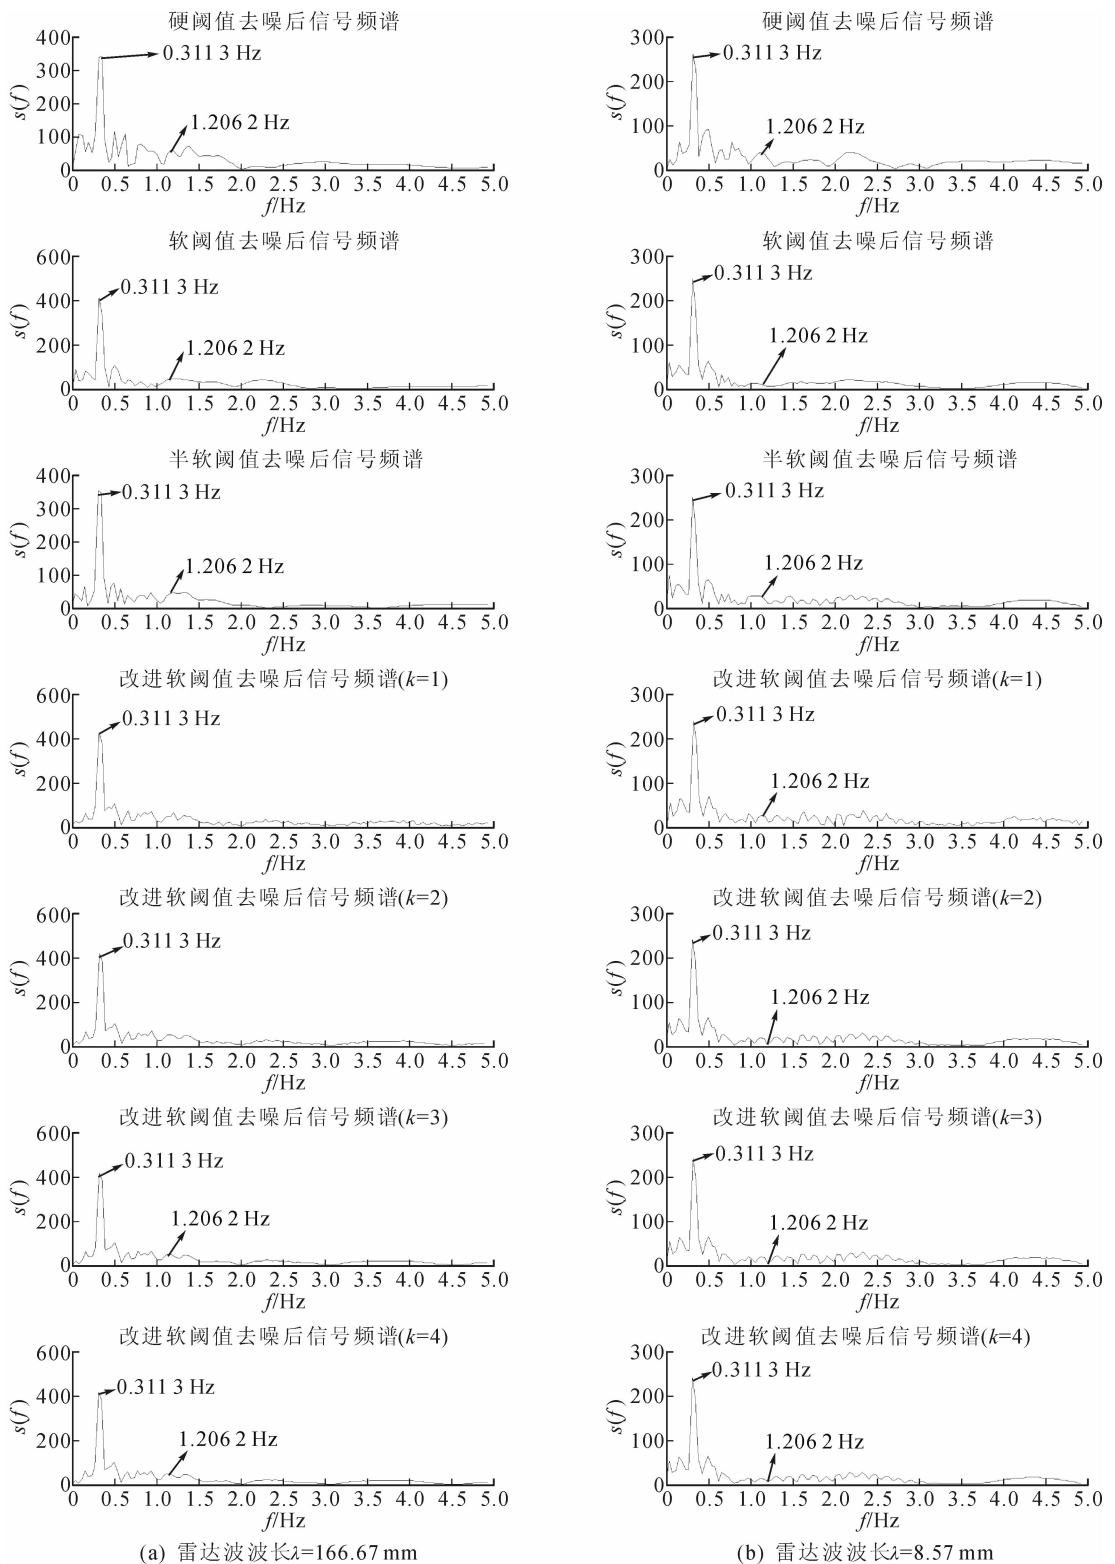 硬阈值去噪后信号频谱
400
300
200
100
0
s(f)
0.311 3 Hz
1.206 2 Hz
0 0.5 1.0 1.5 2.0 2.5 3.0 3.5 4.0 4.5 5.0
f/Hz
软阈值去噪后信号频谱
600
400
200
0
s(f)
0.311 3 Hz
1.206 2 Hz
0 0.5 1.0 1.5 2.0 2.5 3.0 3.5 4.0 4.5 5.0
f/Hz
半软阈值去噪后信号频谱
400
300
200
100
0
s(f)
0.311 3 Hz
1.206 2 Hz
0 0.5 1.0 1.5 2.0 2.5 3.0 3.5 4.0 4.5 5.0
f/Hz
改进软阈值去噪后信号频谱(k=1)
600
400
200
0
s(f)
0.311 3 Hz
0 0.5 1.0 1.5 2.0 2.5 3.0 3.5 4.0 4.5 5.0
f/Hz
改进软阈值去噪后信号频谱(k=2)
600
400
200
0
s(f)
0.311 3 Hz
0 0.5 1.0 1.5 2.0 2.5 3.0 3.5 4.0 4.5 5.0
f/Hz
改进软阈值去噪后信号频谱(k=3)
600
400
200
0
s(f)
0.311 3 Hz
1.206 2 Hz
0 0.5 1.0 1.5 2.0 2.5 3.0 3.5 4.0 4.5 5.0
f/Hz
改进软阈值去噪后信号频谱(k=4)
600
400
200
0
s(f)
0.311 3 Hz
1.206 2 Hz
0 0.5 1.0 1.5 2.0 2.5 3.0 3.5 4.0 4.5 5.0
f/Hz
(a) 雷达波波长λ=166.67 mm
硬阈值去噪后信号频谱
300
200
100
0
s(f)
0.311 3 Hz
1.206 2 Hz
0 0.5 1.0 1.5 2.0 2.5 3.0 3.5 4.0 4.5 5.0
f/Hz
软阈值去噪后信号频谱
300
200
100
0
s(f)
0.311 3 Hz
1.206 2 Hz
0 0.5 1.0 1.5 2.0 2.5 3.0 3.5 4.0 4.5 5.0
f/Hz
半软阈值去噪后信号频谱
300
200
100
0
s(f)
0.311 3 Hz
1.206 2 Hz
0 0.5 1.0 1.5 2.0 2.5 3.0 3.5 4.0 4.5 5.0
f/Hz
改进软阈值去噪后信号频谱(k=1)
300
200
100
0
s(f)
0.311 3 Hz
1.206 2 Hz
0 0.5 1.0 1.5 2.0 2.5 3.0 3.5 4.0 4.5 5.0
f/Hz
改进软阈值去噪后信号频谱(k=2)
300
200
100
0
s(f)
0.311 3 Hz
1.206 2 Hz
0 0.5 1.0 1.5 2.0 2.5 3.0 3.5 4.0 4.5 5.0
f/Hz
改进软阈值去噪后信号频谱(k=3)
300
200
100
0
s(f)
0.311 3 Hz
1.206 2 Hz
0 0.5 1.0 1.5 2.0 2.5 3.0 3.5 4.0 4.5 5.0
f/Hz
改进软阈值去噪后信号频谱(k=4)
300
200
100
0
s(f)
0.311 3 Hz
1.206 2 Hz
0 0.5 1.0 1.5 2.0 2.5 3.0 3.5 4.0 4.5 5.0
f/Hz
(b) 雷达波波长λ=8.57 mm